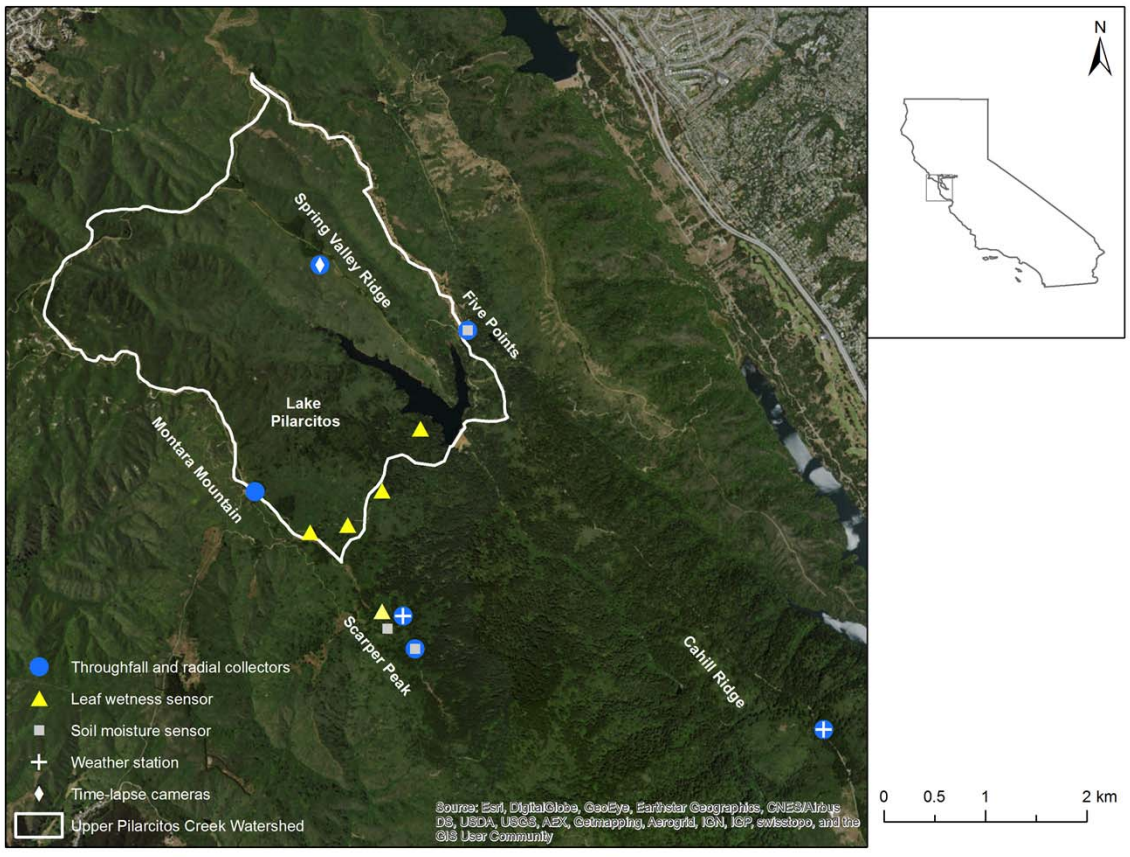 N
Spring Valley Ridge
Five Points
Lake
Pilarcitos
Montara Mountain
Scarper Peak
Cahill Ridge
Throughfall and radial collectors
Leaf wetness sensor
Soil moisture sensor
Weather station
Time-lapse cameras
Upper Pilarcitos Creek Watershed
Source: Esri, DigitalGlobe, GeoEye, Earthstar Geographics, CNES/Airbus
DS, USDA, USGS, AEX, Getmapping, Aerogrid, IGN, IGP, swisstopo, and the
GIS User Community
0 0.5 1 2 km